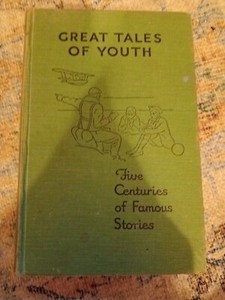 GREAT TALES
OF YOUTH
Five
Centuries
of Famous
Stories